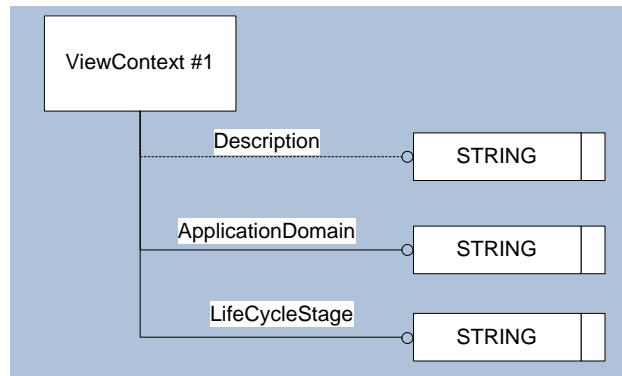 ViewContext #1
Description
STRING
ApplicationDomain
STRING
LifeCycleStage
STRING